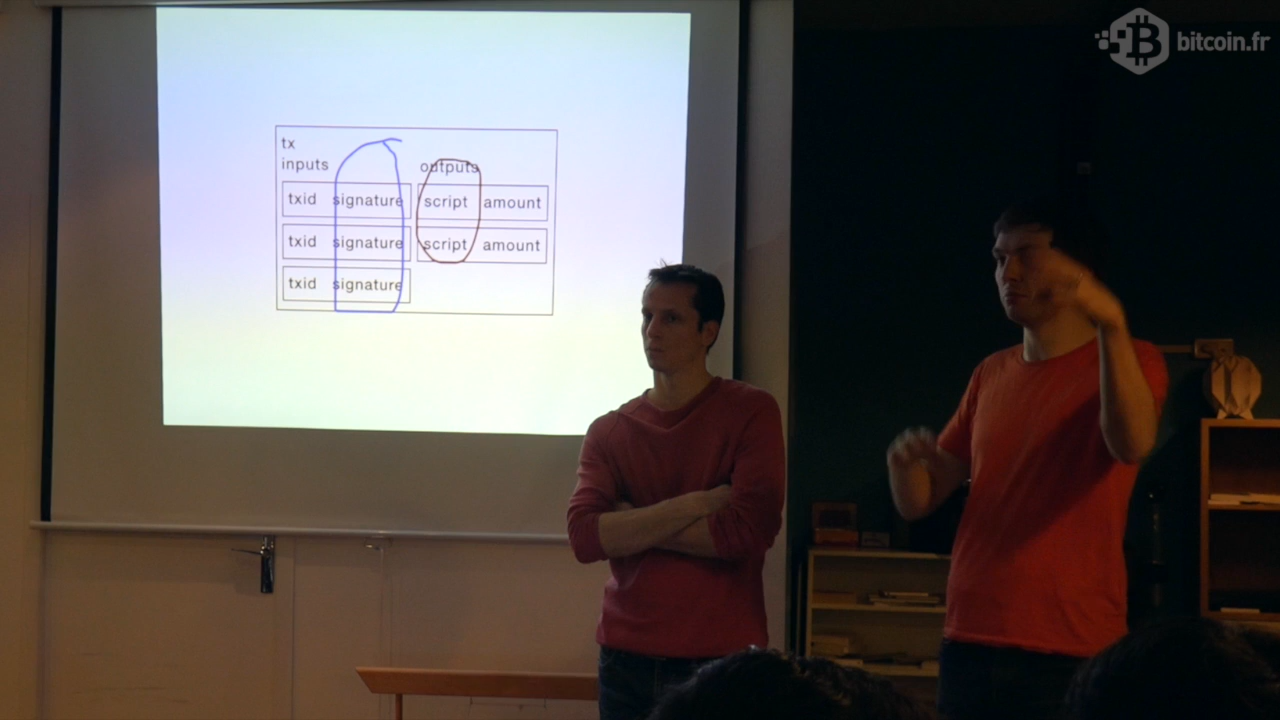 bitcoin.fr
tx
inputs outputs
txid signature script amount
txid signature script amount
txid signature